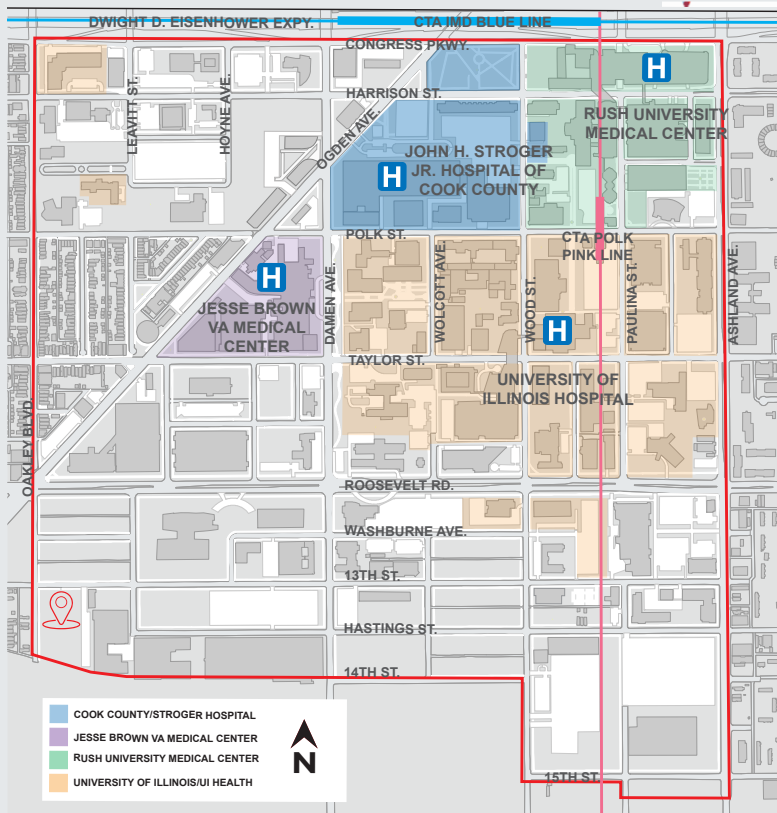 DWIGHT D. EISENHOWER EXPY.
CTA IMD BLUE LINE
CONGRESS PKWY.
H
LEAVITT ST.
HOYNE AVE.
HARRISON ST.
OGDEN AVE.
RUSH UNIVERSITY
MEDICAL CENTER
H
JOHN H. STROGER
JR. HOSPITAL OF
COOK COUNTY
POLK ST.
CTA POLK
PINK LINE
H
JESSE BROWN
VA MEDICAL
CENTER
DAMEN AVE.
WOLCOTT AVE.
WOOD ST.
PAULINA ST.
ASHLAND AVE.
H
TAYLOR ST.
UNIVERSITY OF
ILLINOIS HOSPITAL
OAKLEY BLVD.
ROOSEVELT RD.
WASHBURNE AVE.
13TH ST.
HASTINGS ST.
14TH ST.
15TH ST.
COOK COUNTY/STROGER HOSPITAL
JESSE BROWN VA MEDICAL CENTER
RUSH UNIVERSITY MEDICAL CENTER
UNIVERSITY OF ILLINOIS/UI HEALTH
N